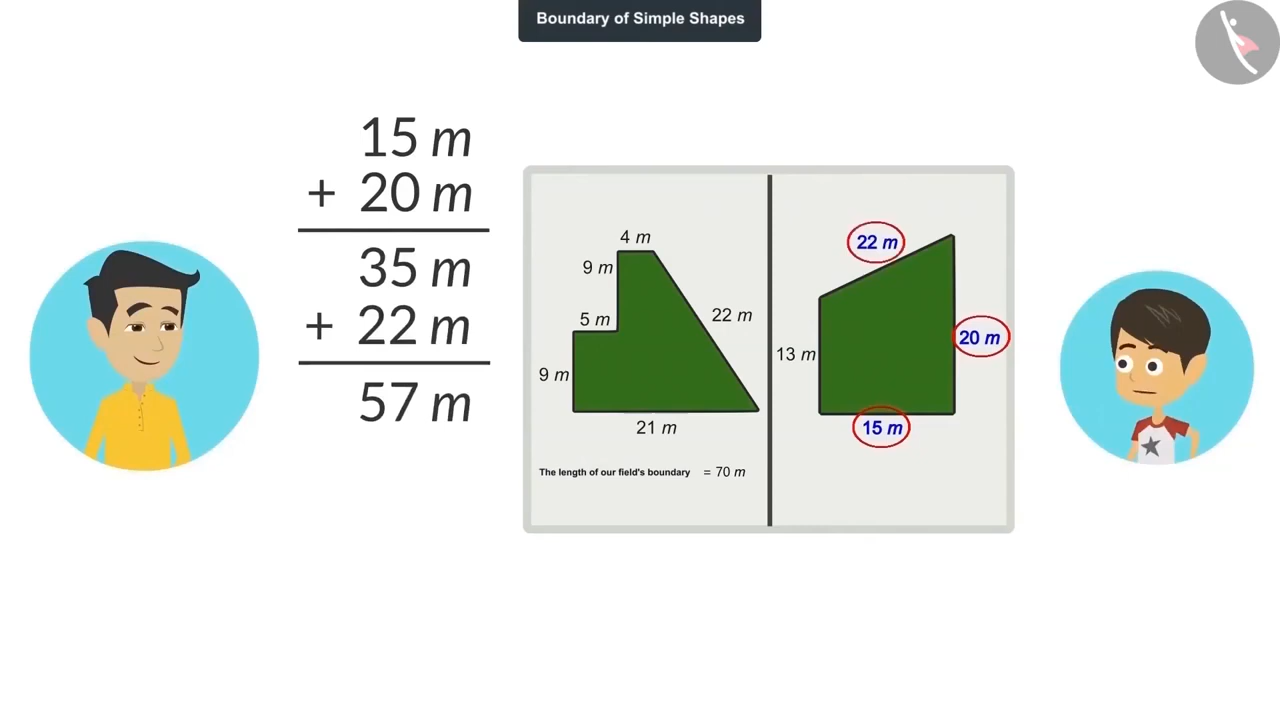 Boundary of Simple Shapes
15 m
+ 20 m
35 m
+ 22 m
57 m
4 m
9 m
5 m
22 m
9 m
21 m
The length of our field's boundary = 70 m
22 m
20 m
13 m
15 m